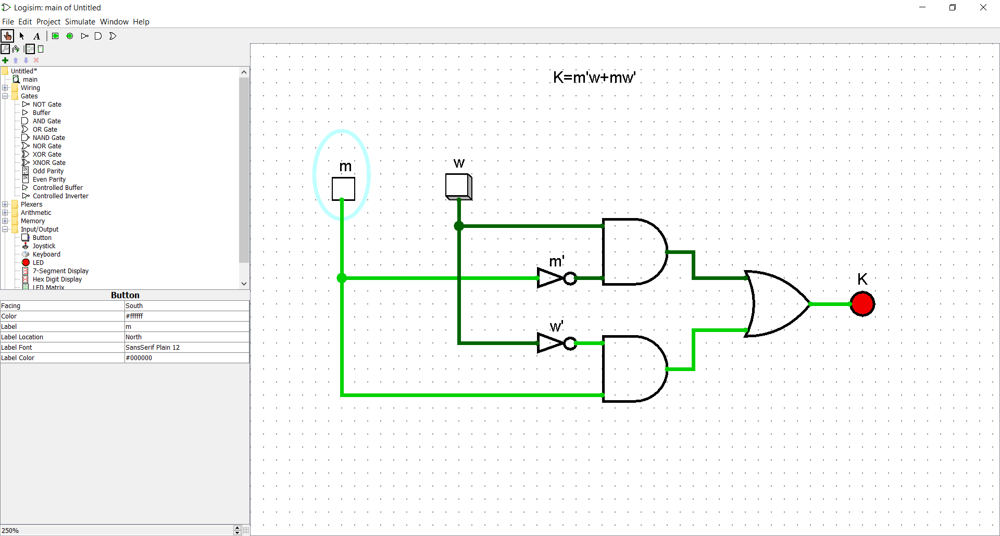 Logisim: main of Untitled
File Edit Project Simulate Window Help
A
Untitled*
main
Wiring
Gates
NOT Gate
Buffer
AND Gate
OR Gate
NAND Gate
NOR Gate
XOR Gate
XNOR Gate
Odd Parity
Even Parity
Controlled Buffer
Controlled Inverter
Plexers
Arithmetic
Memory
Input/Output
Button
Joystick
Keyboard
LED
7-Segment Display
Hex Digit Display
LED Matrix
Button
Facing South
Color #ffffff
Label m
Label Location North
Label Font SansSerif Plain 12
Label Color #000000
250%
K=m'w+mw'
m
w
m'
w'
K